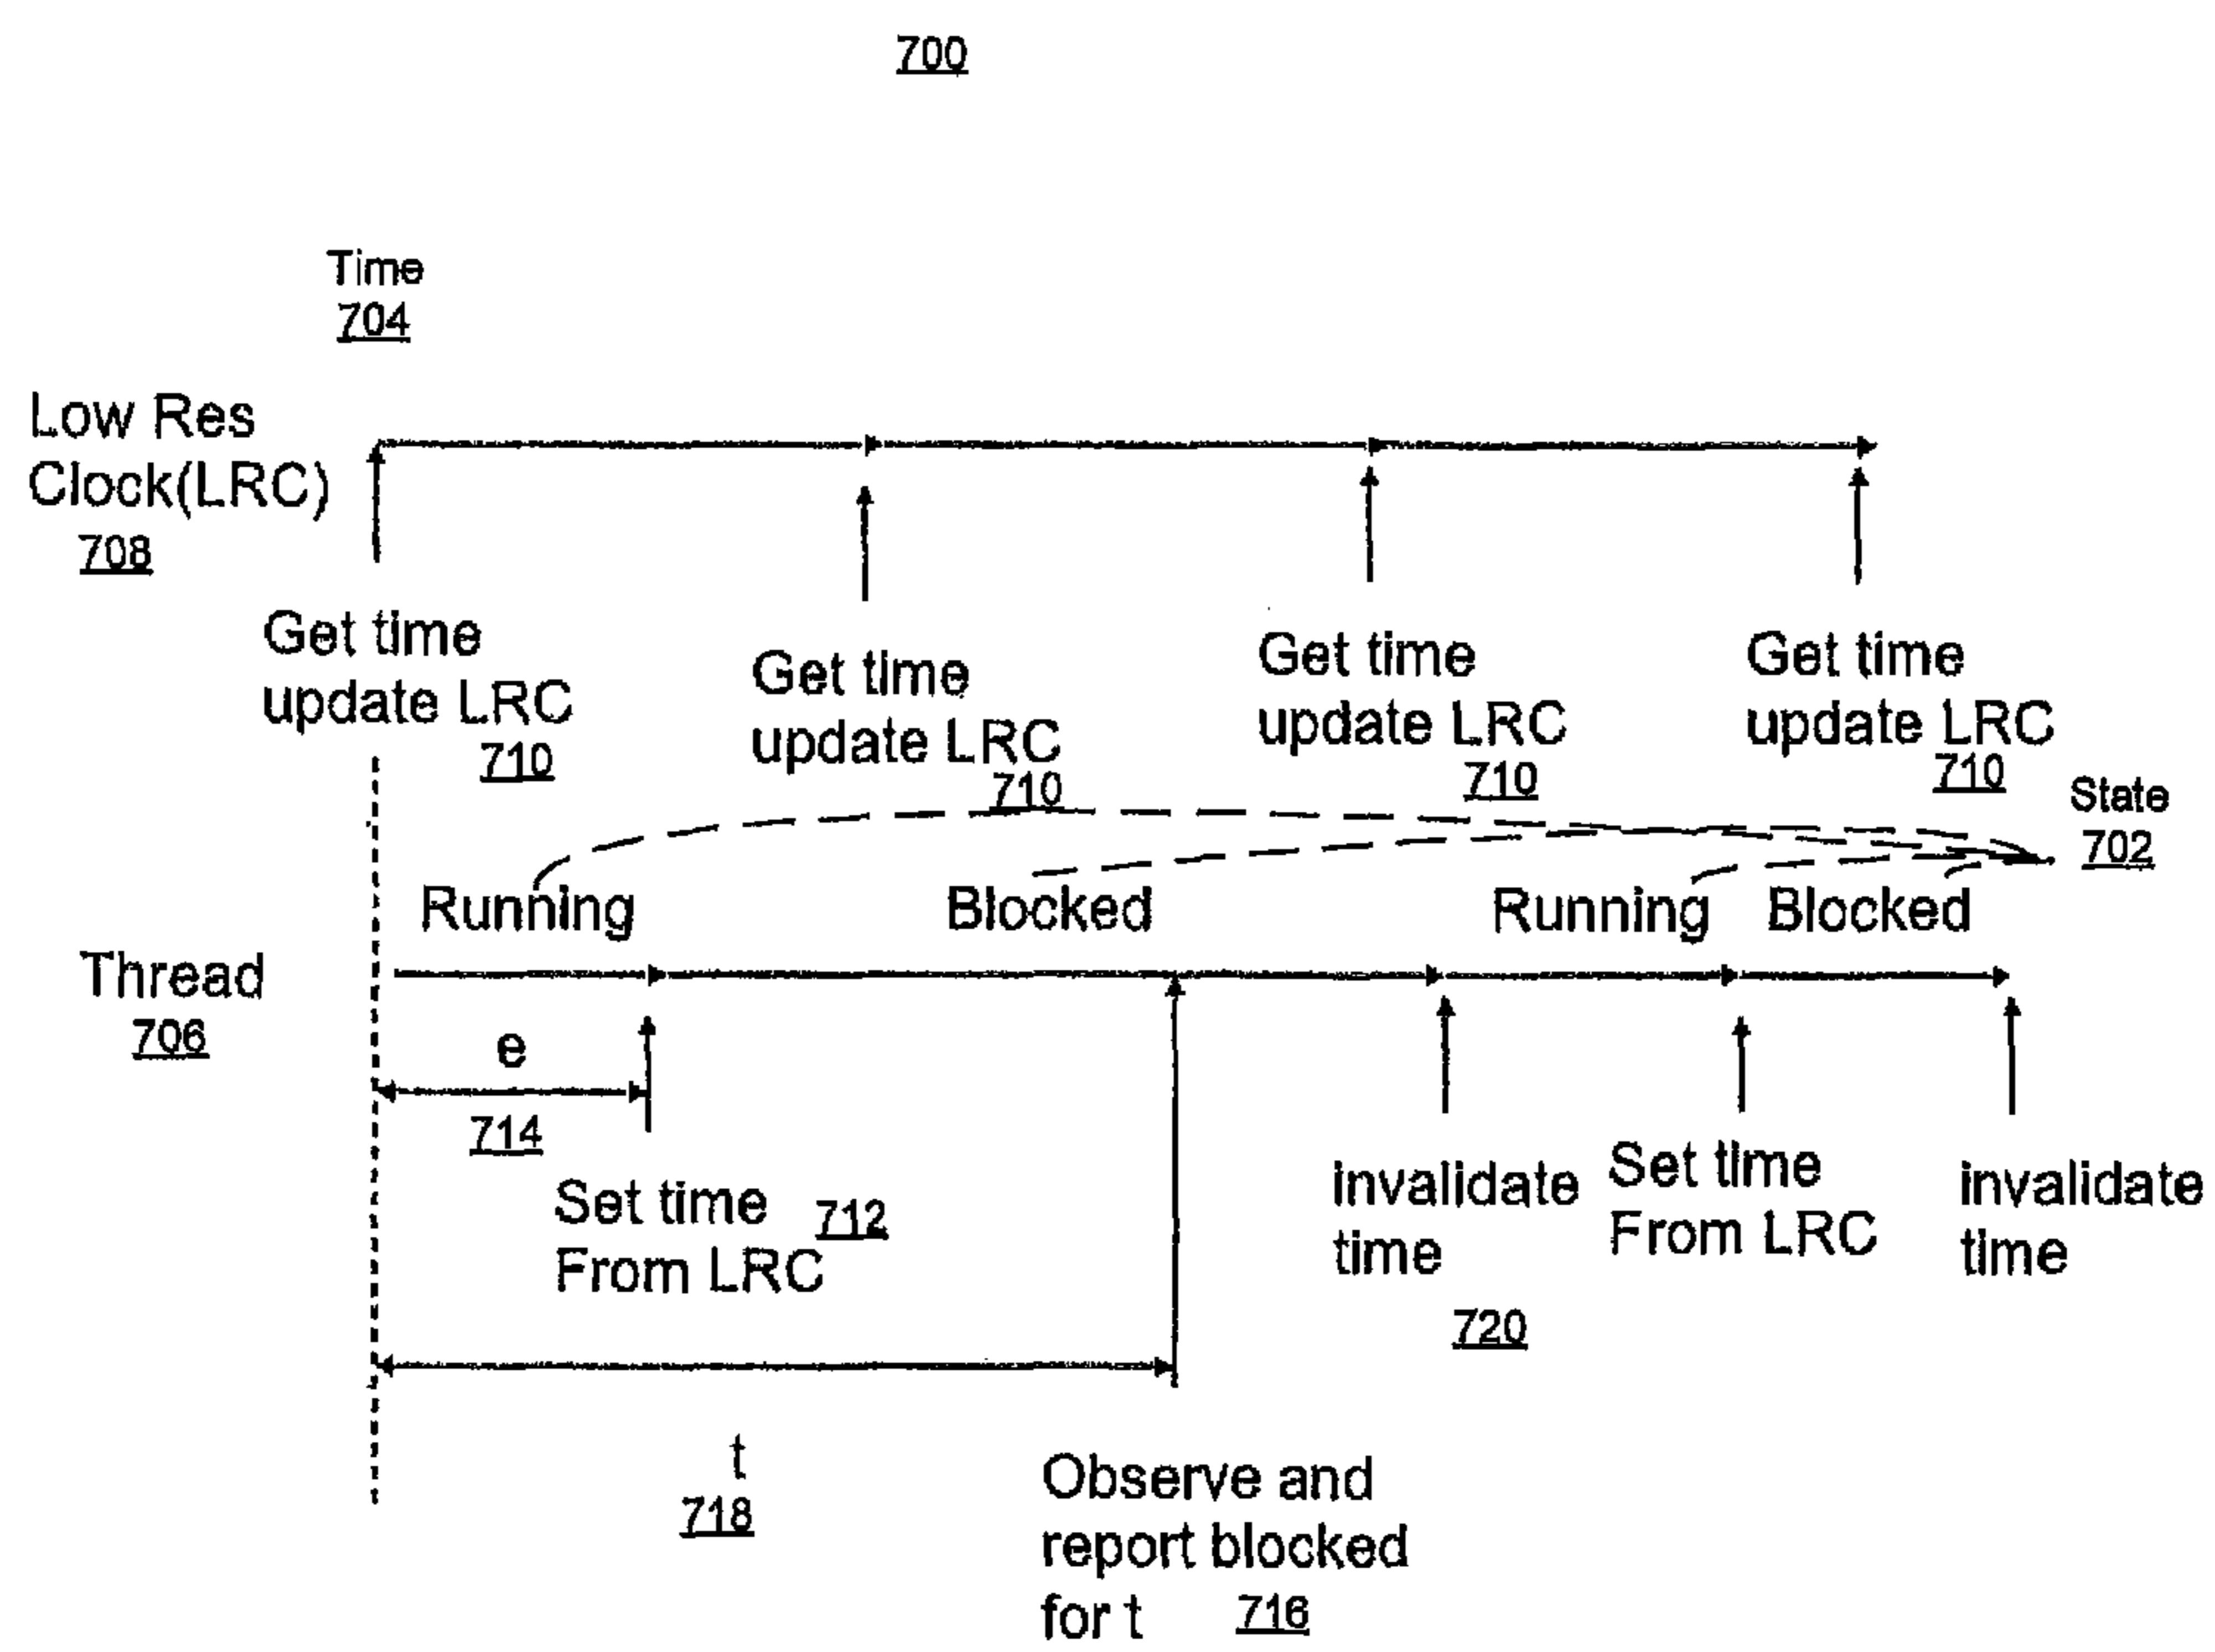 700
Time
704
Low Res
Clock(LRC)
708
Get time
update LRC
710
Get time
update LRC
710
Get time
update LRC
710
Get time
update LRC
710
State
702
Running
Blocked
Running
Blocked
Thread
706
e
714
Set time
From LRC
712
invalidate
time
720
Set time
From LRC
invalidate
time
t
718
Observe and
report blocked
for t
716